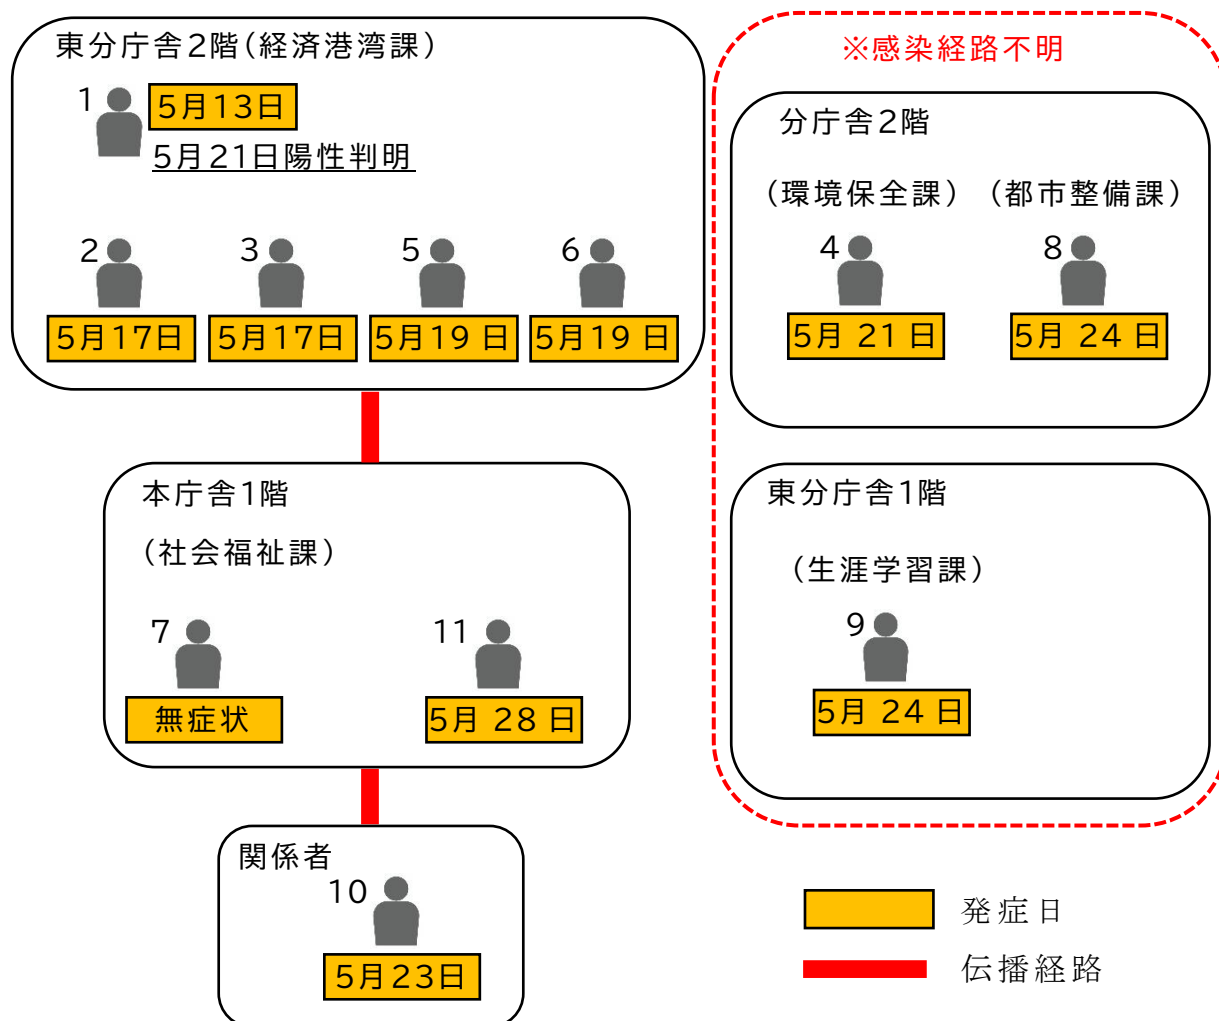 東分庁舎2階(経済港湾課)
1
5月13日
5月21日陽性判明
2
3
5
6
5月17日
5月17日
5月19日
5月19日
本庁舎1階
(社会福祉課)
7
11
無症状
5月28日
関係者
10
5月23日
※感染経路不明
分庁舎2階
(環境保全課) (都市整備課)
4
8
5月21日
5月24日
東分庁舎1階
(生涯学習課)
9
5月24日
発症日
伝播経路